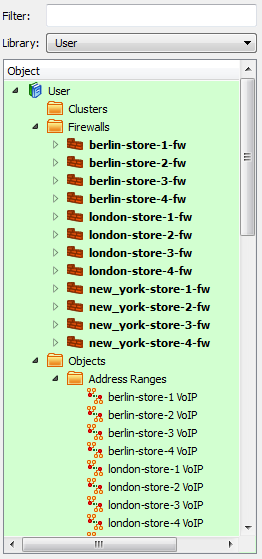 Filter:
Library: User
Object
User
Clusters
Firewalls
berlin-store-1-fw
berlin-store-2-fw
berlin-store-3-fw
berlin-store-4-fw
london-store-1-fw
london-store-2-fw
london-store-3-fw
london-store-4-fw
new_york-store-1-fw
new_york-store-2-fw
new_york-store-3-fw
new_york-store-4-fw
Objects
Address Ranges
berlin-store-1 VoIP
berlin-store-2 VoIP
berlin-store-3 VoIP
berlin-store-4 VoIP
london-store-1 VoIP
london-store-2 VoIP
london-store-3 VoIP
london-store-4 VoIP